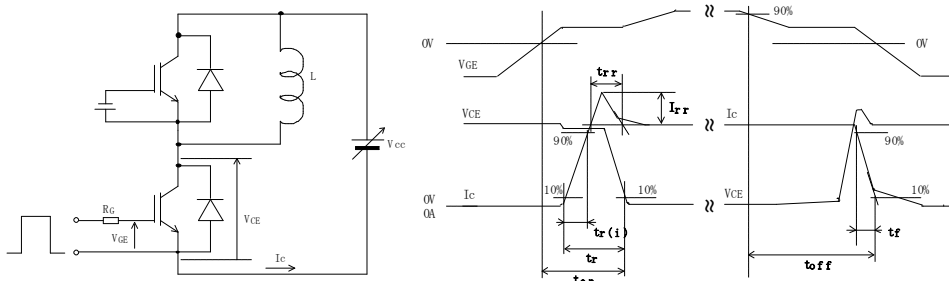 L
Vcc
RG
VGE
VCE
Ic
0V
VGE
90%
0V
trr
Irr
VCE
Ic
90%
90%
0V
0A
Ic
10%
10%
VCE
10%
tr(i)
tr
tf
toff